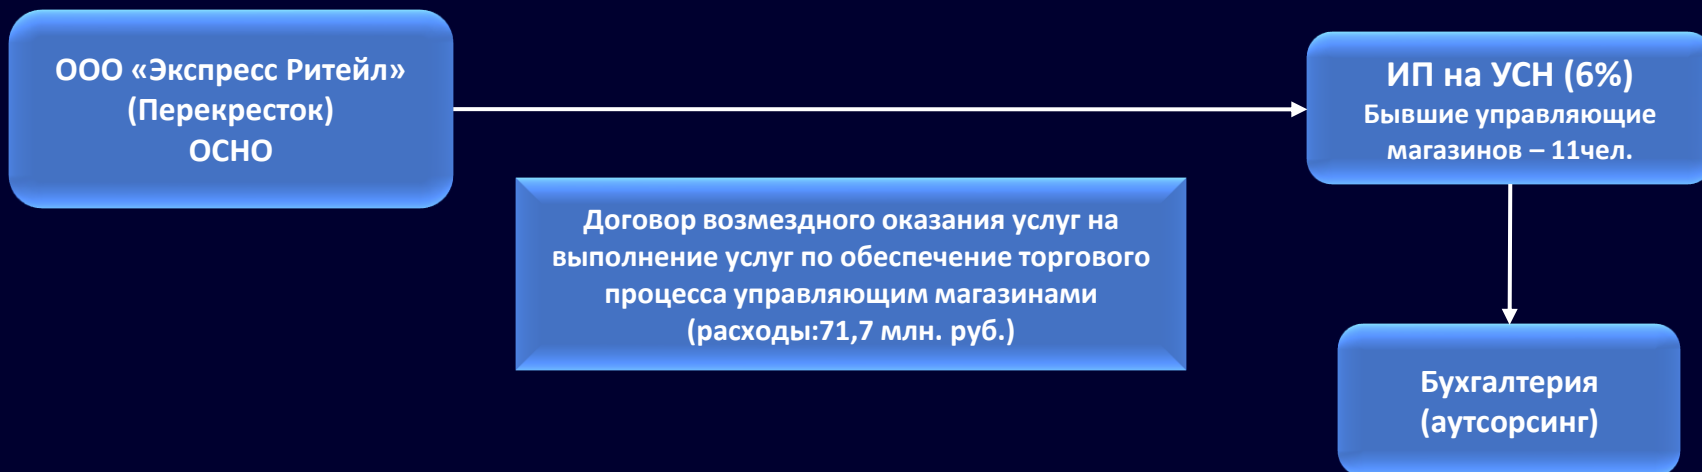 ООО «Экспресс Ритейл»
(Перекресток)
ОСНО
ИП на УСН (6%)
Бывшие управляющие
магазинов – 11чел.
Договор возмездного оказания услуг на
выполнение услуг по обеспечение торгового
процесса управляющим магазинами
(расходы:71,7 млн. руб.)
Бухгалтерия
(аутсорсинг)